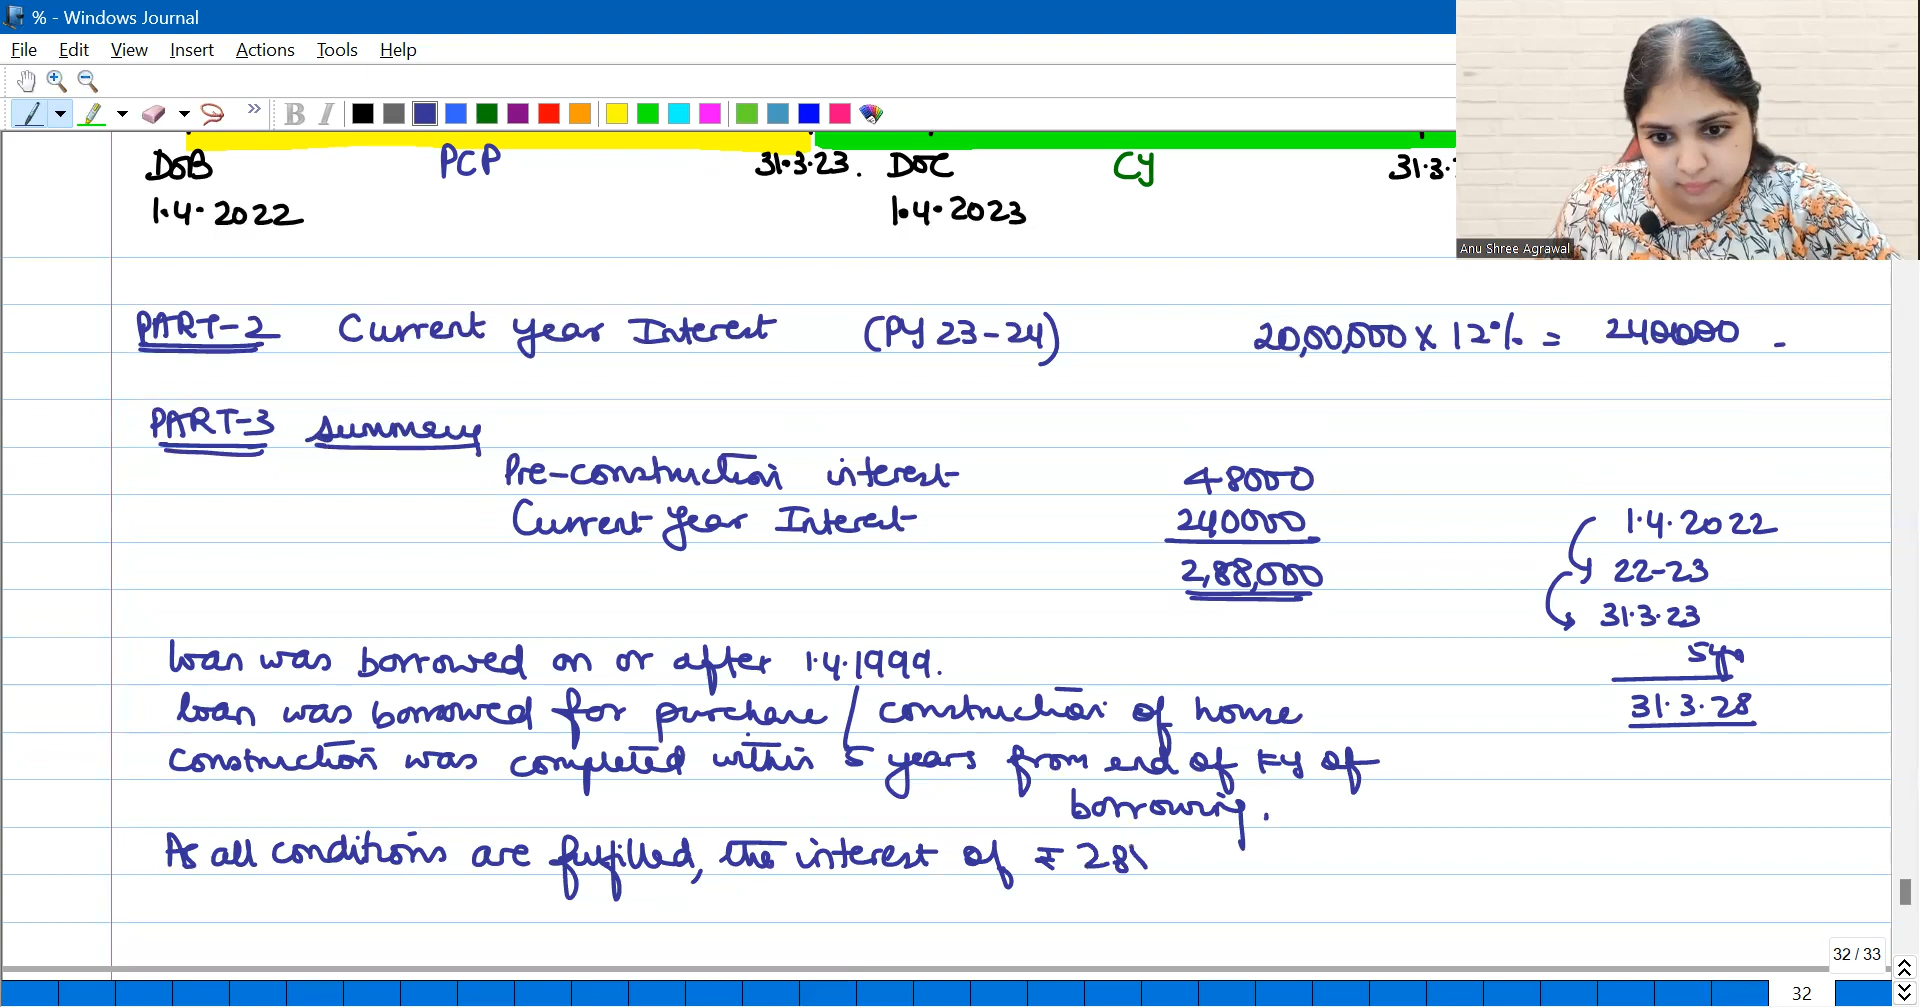 % - Windows Journal
File Edit View Insert Actions Tools Help
B I
DOB PCP 31.3.23. DOC CY 31.3.
1.4.2022 1.4.2023
Anu Shree Agrawal
PART-2 Current Year Interest (PY 23-24) 20,00,000 x 12% = 240000
PART-3 Summary
Pre-construction interest 48000
Current Year Interest 240000
2,88,000
1.4.2022
22-23
31.3.23
5yrs
31.3.28
loan was borrowed on or after 1.4.1999.
loan was borrowed for purchase / construction of home
construction was completed within 5 years from end of FY of
borrowing.
As all conditions are fulfilled, the interest of ₹ 28
32 / 33
32